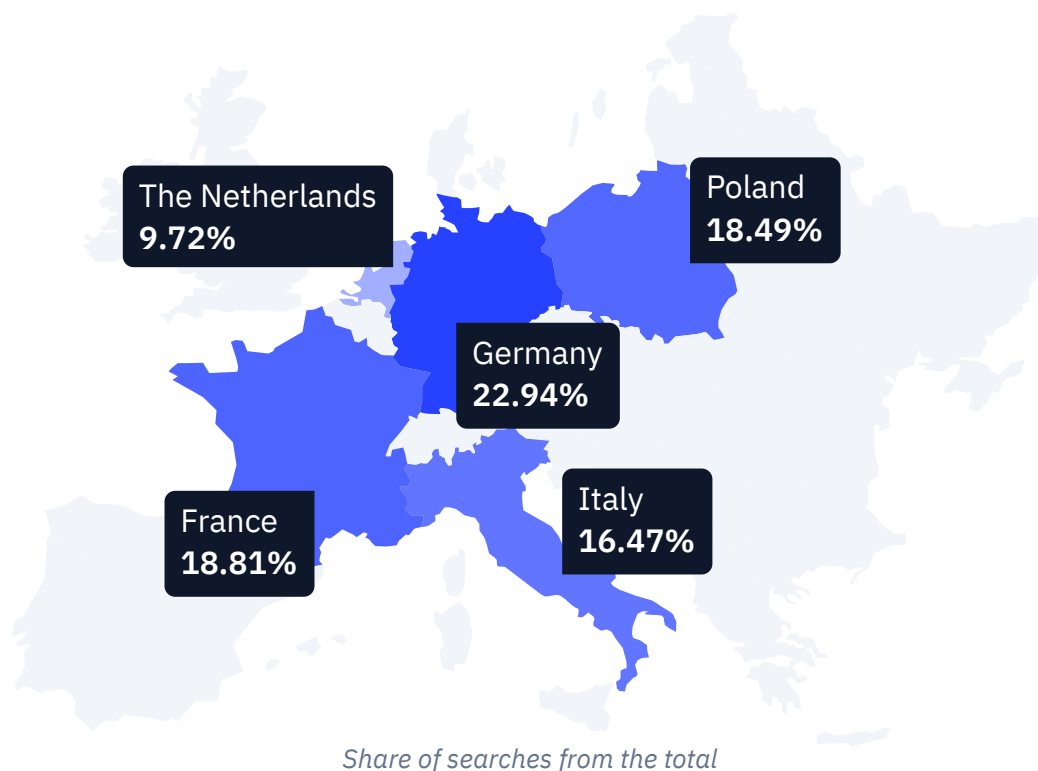 The Netherlands
9.72%
Poland
18.49%
Germany
22.94%
Italy
16.47%
France
18.81%
Share of searches from the total